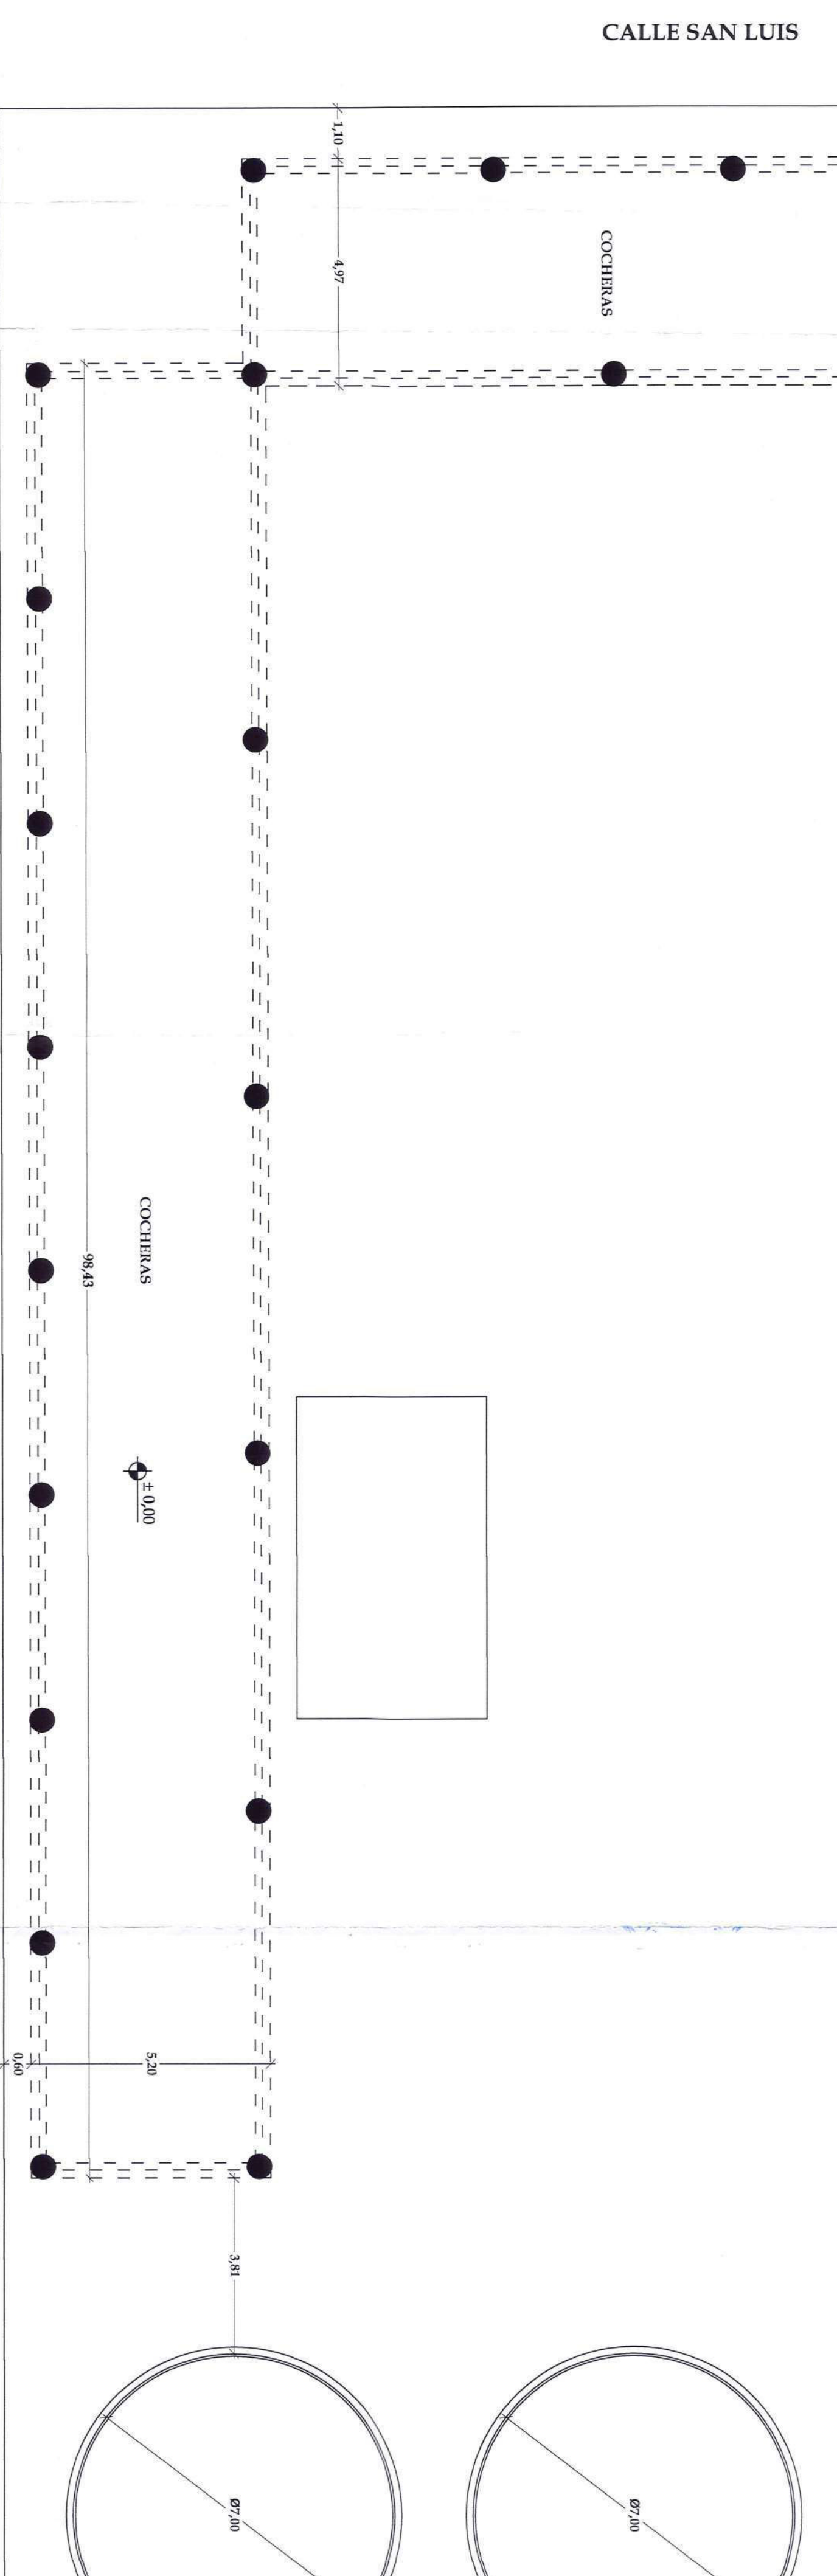 CALLE SAN LUIS
1,10
4,97
COCHERAS
98,43
COCHERAS
± 0,00
0,60
5,20
3,81
Ø7,00
Ø7,00